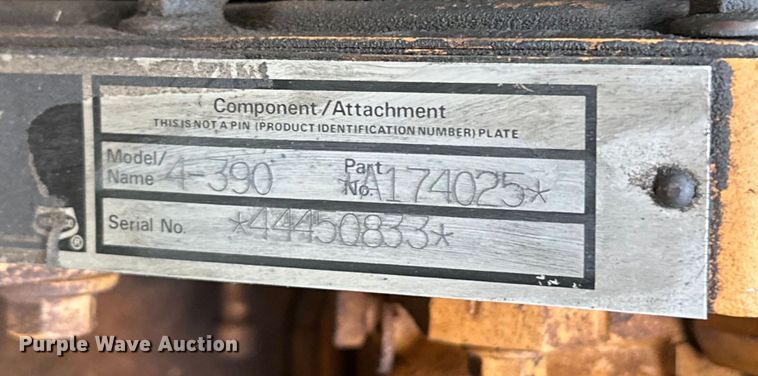 Component/Attachment
THIS IS NOT A PIN (PRODUCT IDENTIFICATION NUMBER) PLATE
Model/Name 4-390 Part No. *A174025*
Serial No. *44450833*
®
Purple Wave Auction